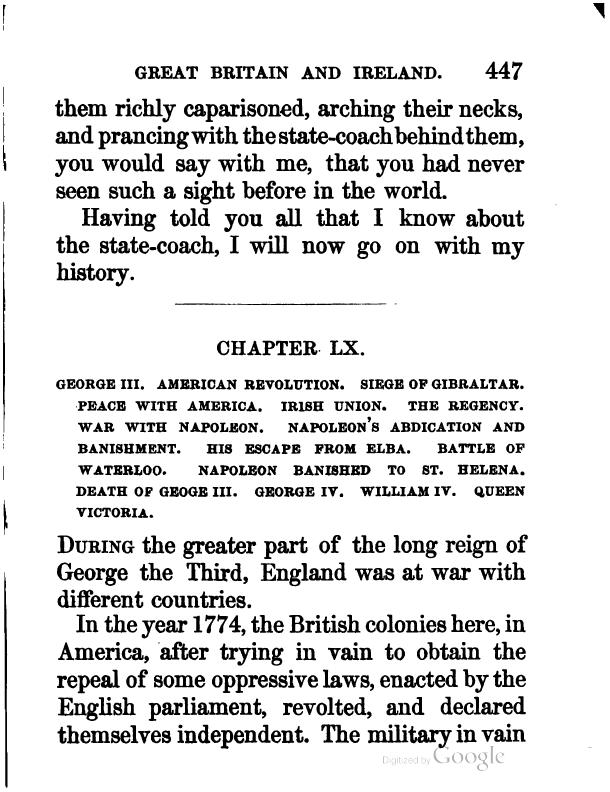 GREAT BRITAIN AND IRELAND. 447
them richly caparisoned, arching their necks,
and prancing with the state-coach behind them,
you would say with me, that you had never
seen such a sight before in the world.
Having told you all that I know about
the state-coach, I will now go on with my
history.
CHAPTER LX.
GEORGE III. AMERICAN REVOLUTION. SIEGE OF GIBRALTAR.
PEACE WITH AMERICA. IRISH UNION. THE REGENCY.
WAR WITH NAPOLEON. NAPOLEON'S ABDICATION AND
BANISHMENT. HIS ESCAPE FROM ELBA. BATTLE OF
WATERLOO. NAPOLEON BANISHED TO ST. HELENA.
DEATH OF GEOGE III. GEORGE IV. WILLIAM IV. QUEEN
VICTORIA.
DURING the greater part of the long reign of
George the Third, England was at war with
different countries.
In the year 1774, the British colonies here, in
America, after trying in vain to obtain the
repeal of some oppressive laws, enacted by the
English parliament, revolted, and declared
themselves independent. The military in vain
Digitized by Google